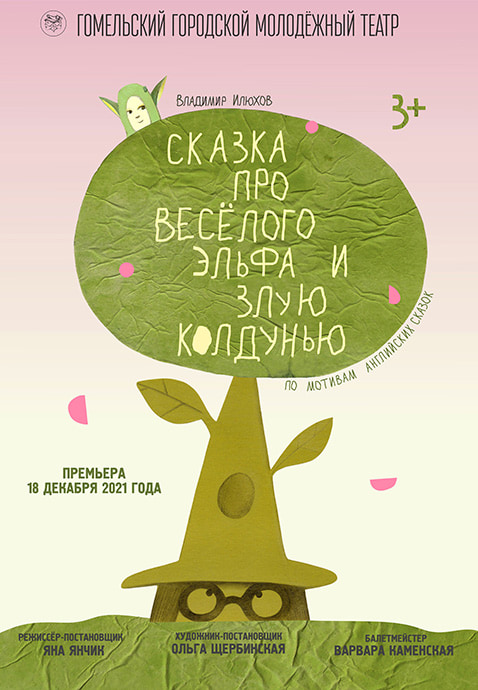 ГОМЕЛЬСКИЙ ГОРОДСКОЙ МОЛОДЁЖНЫЙ ТЕАТР
Владимир Илюхов
3+
СКАЗКА
ПРО
ВЕСЁЛОГО
ЭЛЬФА И
ЗЛУЮ
КОЛДУНЬЮ
ПО МОТИВАМ АНГЛИЙСКИХ СКАЗОК
ПРЕМЬЕРА
18 ДЕКАБРЯ 2021 ГОДА
РЕЖИССЁР-ПОСТАНОВЩИК
ЯНА ЯНЧИК
ХУДОЖНИК-ПОСТАНОВЩИК
ОЛЬГА ЩЕРБИНСКАЯ
БАЛЕТМЕЙСТЕР
ВАРВАРА КАМЕНСКАЯ